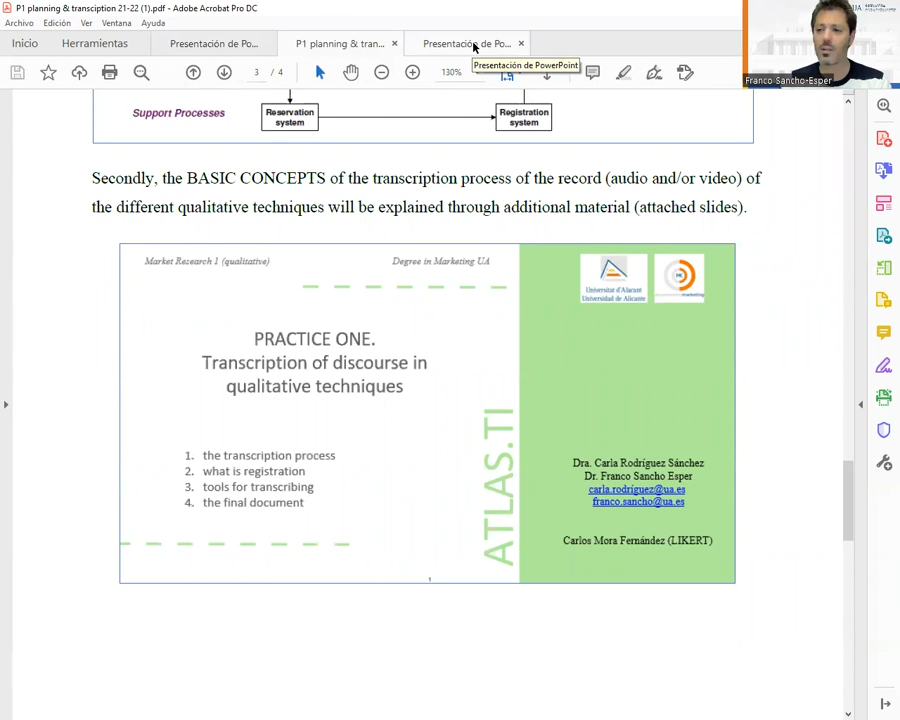 P1 planning & transciption 21-22 (1).pdf - Adobe Acrobat Pro DC
Archivo Edición Ver Ventana Ayuda
Inicio Herramientas Presentación de Po... P1 planning & tran... × Presentación de Po... ×
3 / 4 130%
Presentación de PowerPoint
Franco Sancho-Esper
Support Processes
Reservation
system
Registration
system
Secondly, the BASIC CONCEPTS of the transcription process of the record (audio and/or video) of
the different qualitative techniques will be explained through additional material (attached slides).
Market Research 1 (qualitative) Degree in Marketing UA
Universitat d'Alacant
Universidad de Alicante
PRACTICE ONE.
Transcription of discourse in
qualitative techniques
1. the transcription process
2. what is registration
3. tools for transcribing
4. the final document
ATLAS.TI
Dra. Carla Rodríguez Sánchez
Dr. Franco Sancho Esper
carla.rodriguez@ua.es
franco.sancho@ua.es
Carlos Mora Fernández (LIKERT)
1